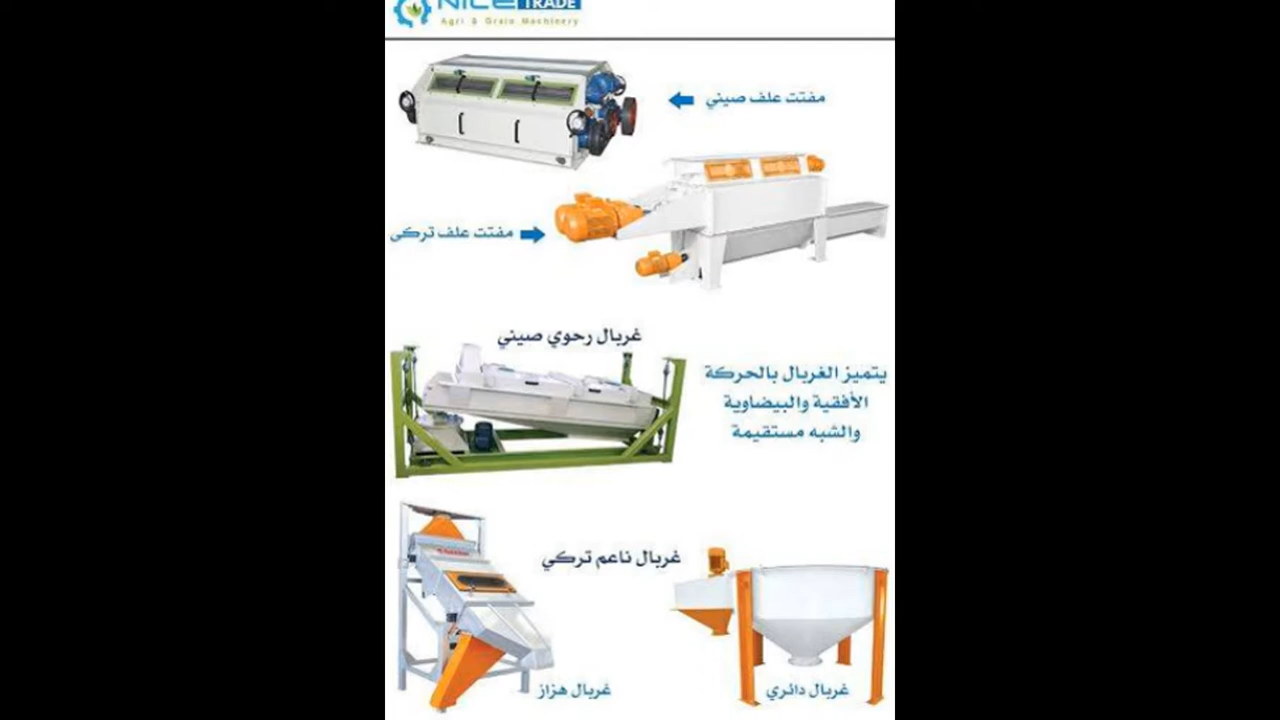 NICE TRADE
Agri & Grain Machinery
مفتت علف صيني
مفتت علف تركى
غربال رحوي صيني
يتميز الغربال بالحركة
الأفقية والبيضاوية
والشبه مستقيمة
غربال ناعم تركي
غربال هزاز
غربال دائري